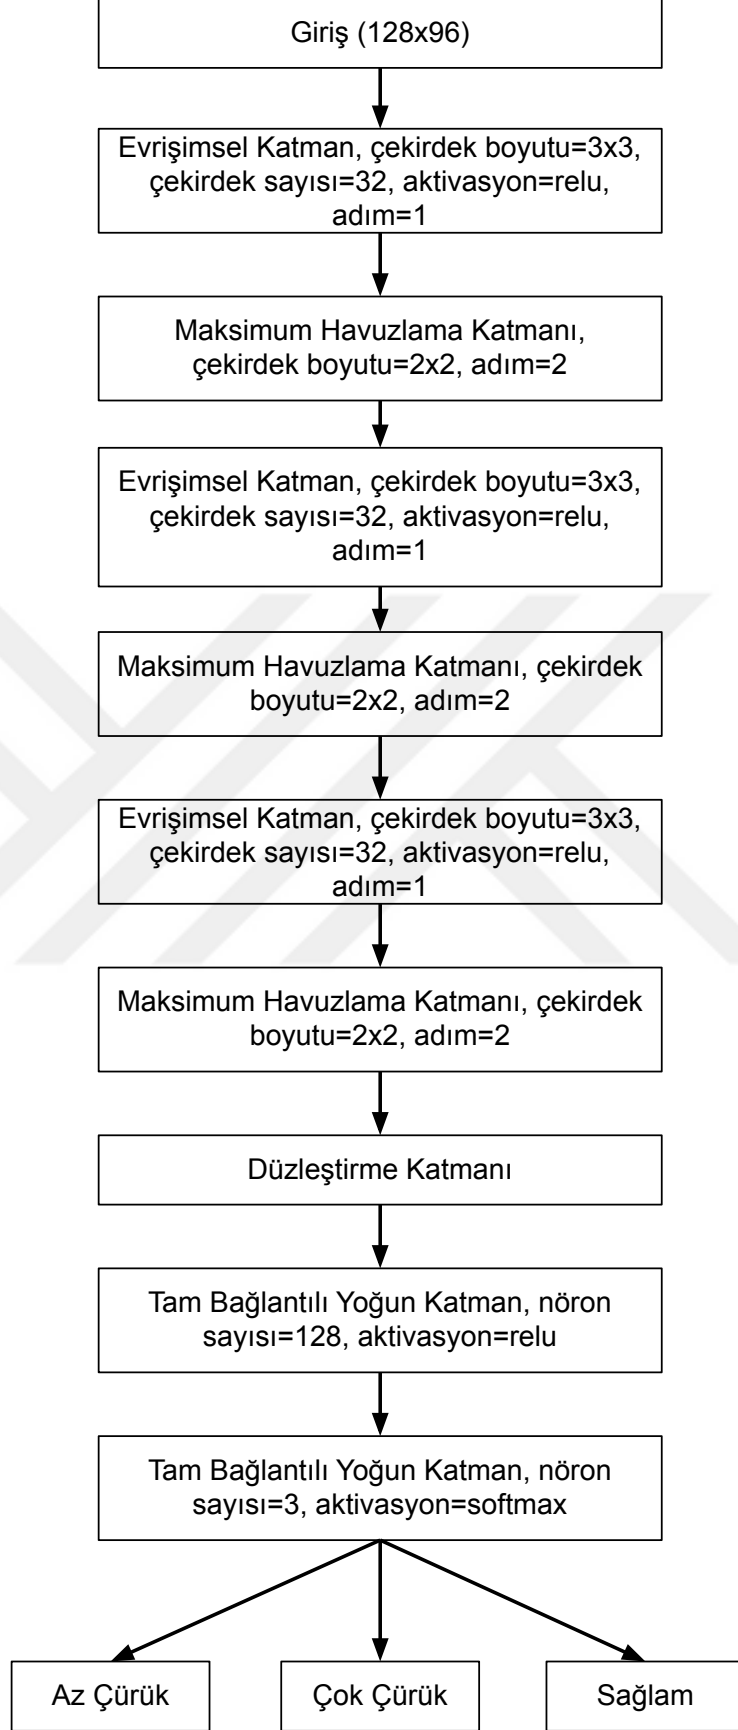 Giriş (128x96)
Evrişimsel Katman, çekirdek boyutu=3x3,
çekirdek sayısı=32, aktivasyon=relu,
adım=1
Maksimum Havuzlama Katmanı,
çekirdek boyutu=2x2, adım=2
Evrişimsel Katman, çekirdek boyutu=3x3,
çekirdek sayısı=32, aktivasyon=relu,
adım=1
Maksimum Havuzlama Katmanı, çekirdek
boyutu=2x2, adım=2
Evrişimsel Katman, çekirdek boyutu=3x3,
çekirdek sayısı=32, aktivasyon=relu,
adım=1
Maksimum Havuzlama Katmanı, çekirdek
boyutu=2x2, adım=2
Düzleştirme Katmanı
Tam Bağlantılı Yoğun Katman, nöron
sayısı=128, aktivasyon=relu
Tam Bağlantılı Yoğun Katman, nöron
sayısı=3, aktivasyon=softmax
Az Çürük
Çok Çürük
Sağlam